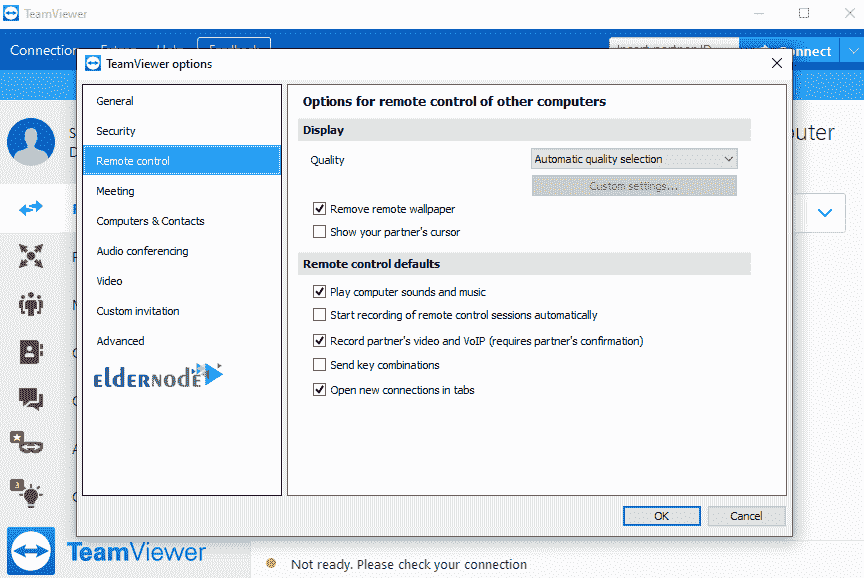 TeamViewer
Connection Extras Help Feedback
Insert partner ID Connect
TeamViewer options
General
Security
Remote control
Meeting
Computers & Contacts
Audio conferencing
Video
Custom invitation
Advanced
ELDERNODE
Options for remote control of other computers
Display
Quality Automatic quality selection
Custom settings...
Remove remote wallpaper
Show your partner's cursor
Remote control defaults
Play computer sounds and music
Start recording of remote control sessions automatically
Record partner's video and VoIP (requires partner's confirmation)
Send key combinations
Open new connections in tabs
OK Cancel
3
TeamViewer
Not ready. Please check your connection